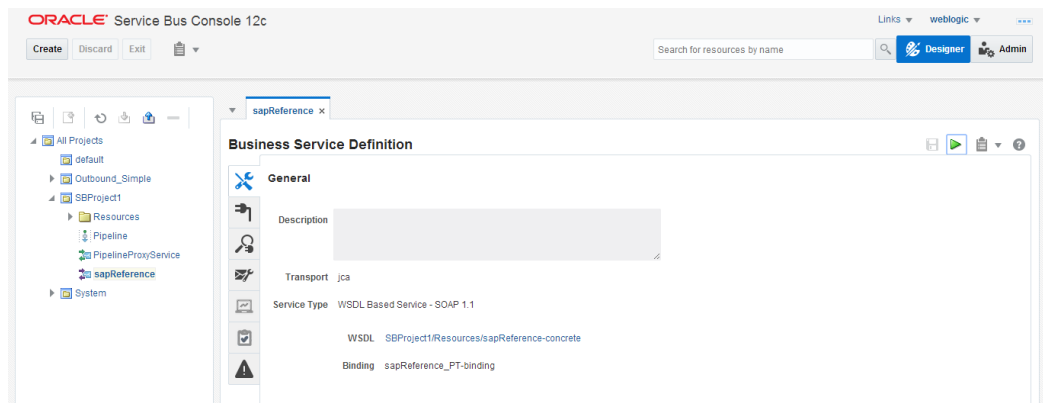 ORACLE® Service Bus Console 12c
Links weblogic
Create Discard Exit
Search for resources by name
Designer Admin
sapReference ×
All Projects
default
Outbound_Simple
SBProject1
Resources
Pipeline
PipelineProxyService
sapReference
System
Business Service Definition
General
Description
Transport jca
Service Type WSDL Based Service - SOAP 1.1
WSDL SBProject1/Resources/sapReference-concrete
Binding sapReference_PT-binding